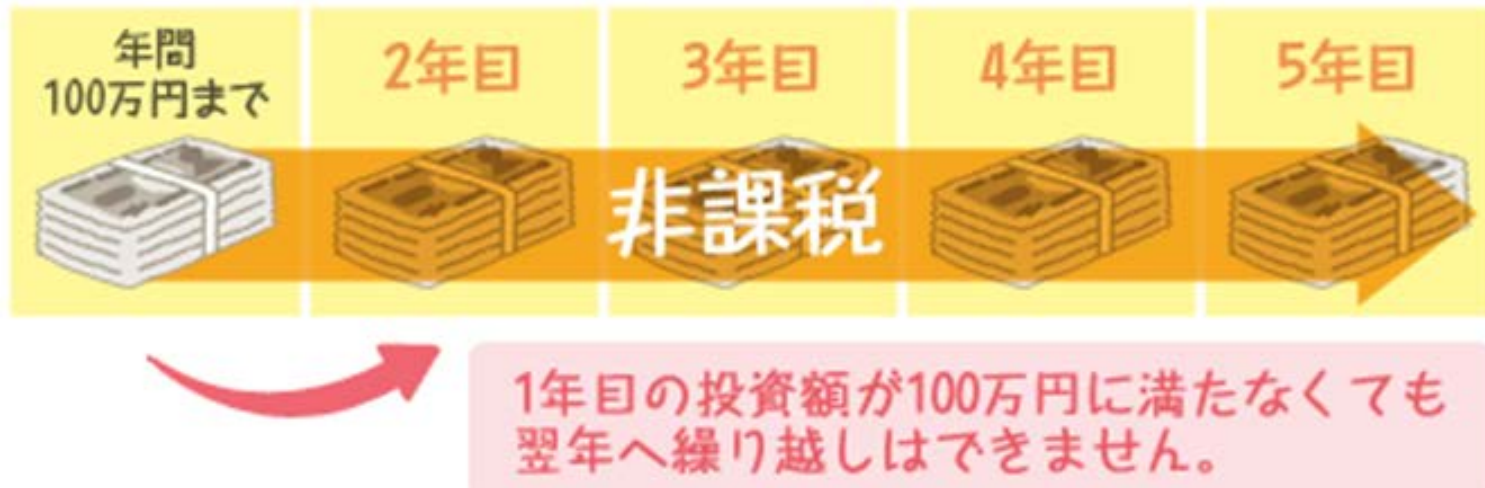 年間
100万円まで
2年目
3年目
4年目
5年目
非課税
1年目の投資額が100万円に満たなくても
翌年へ繰り越しはできません。